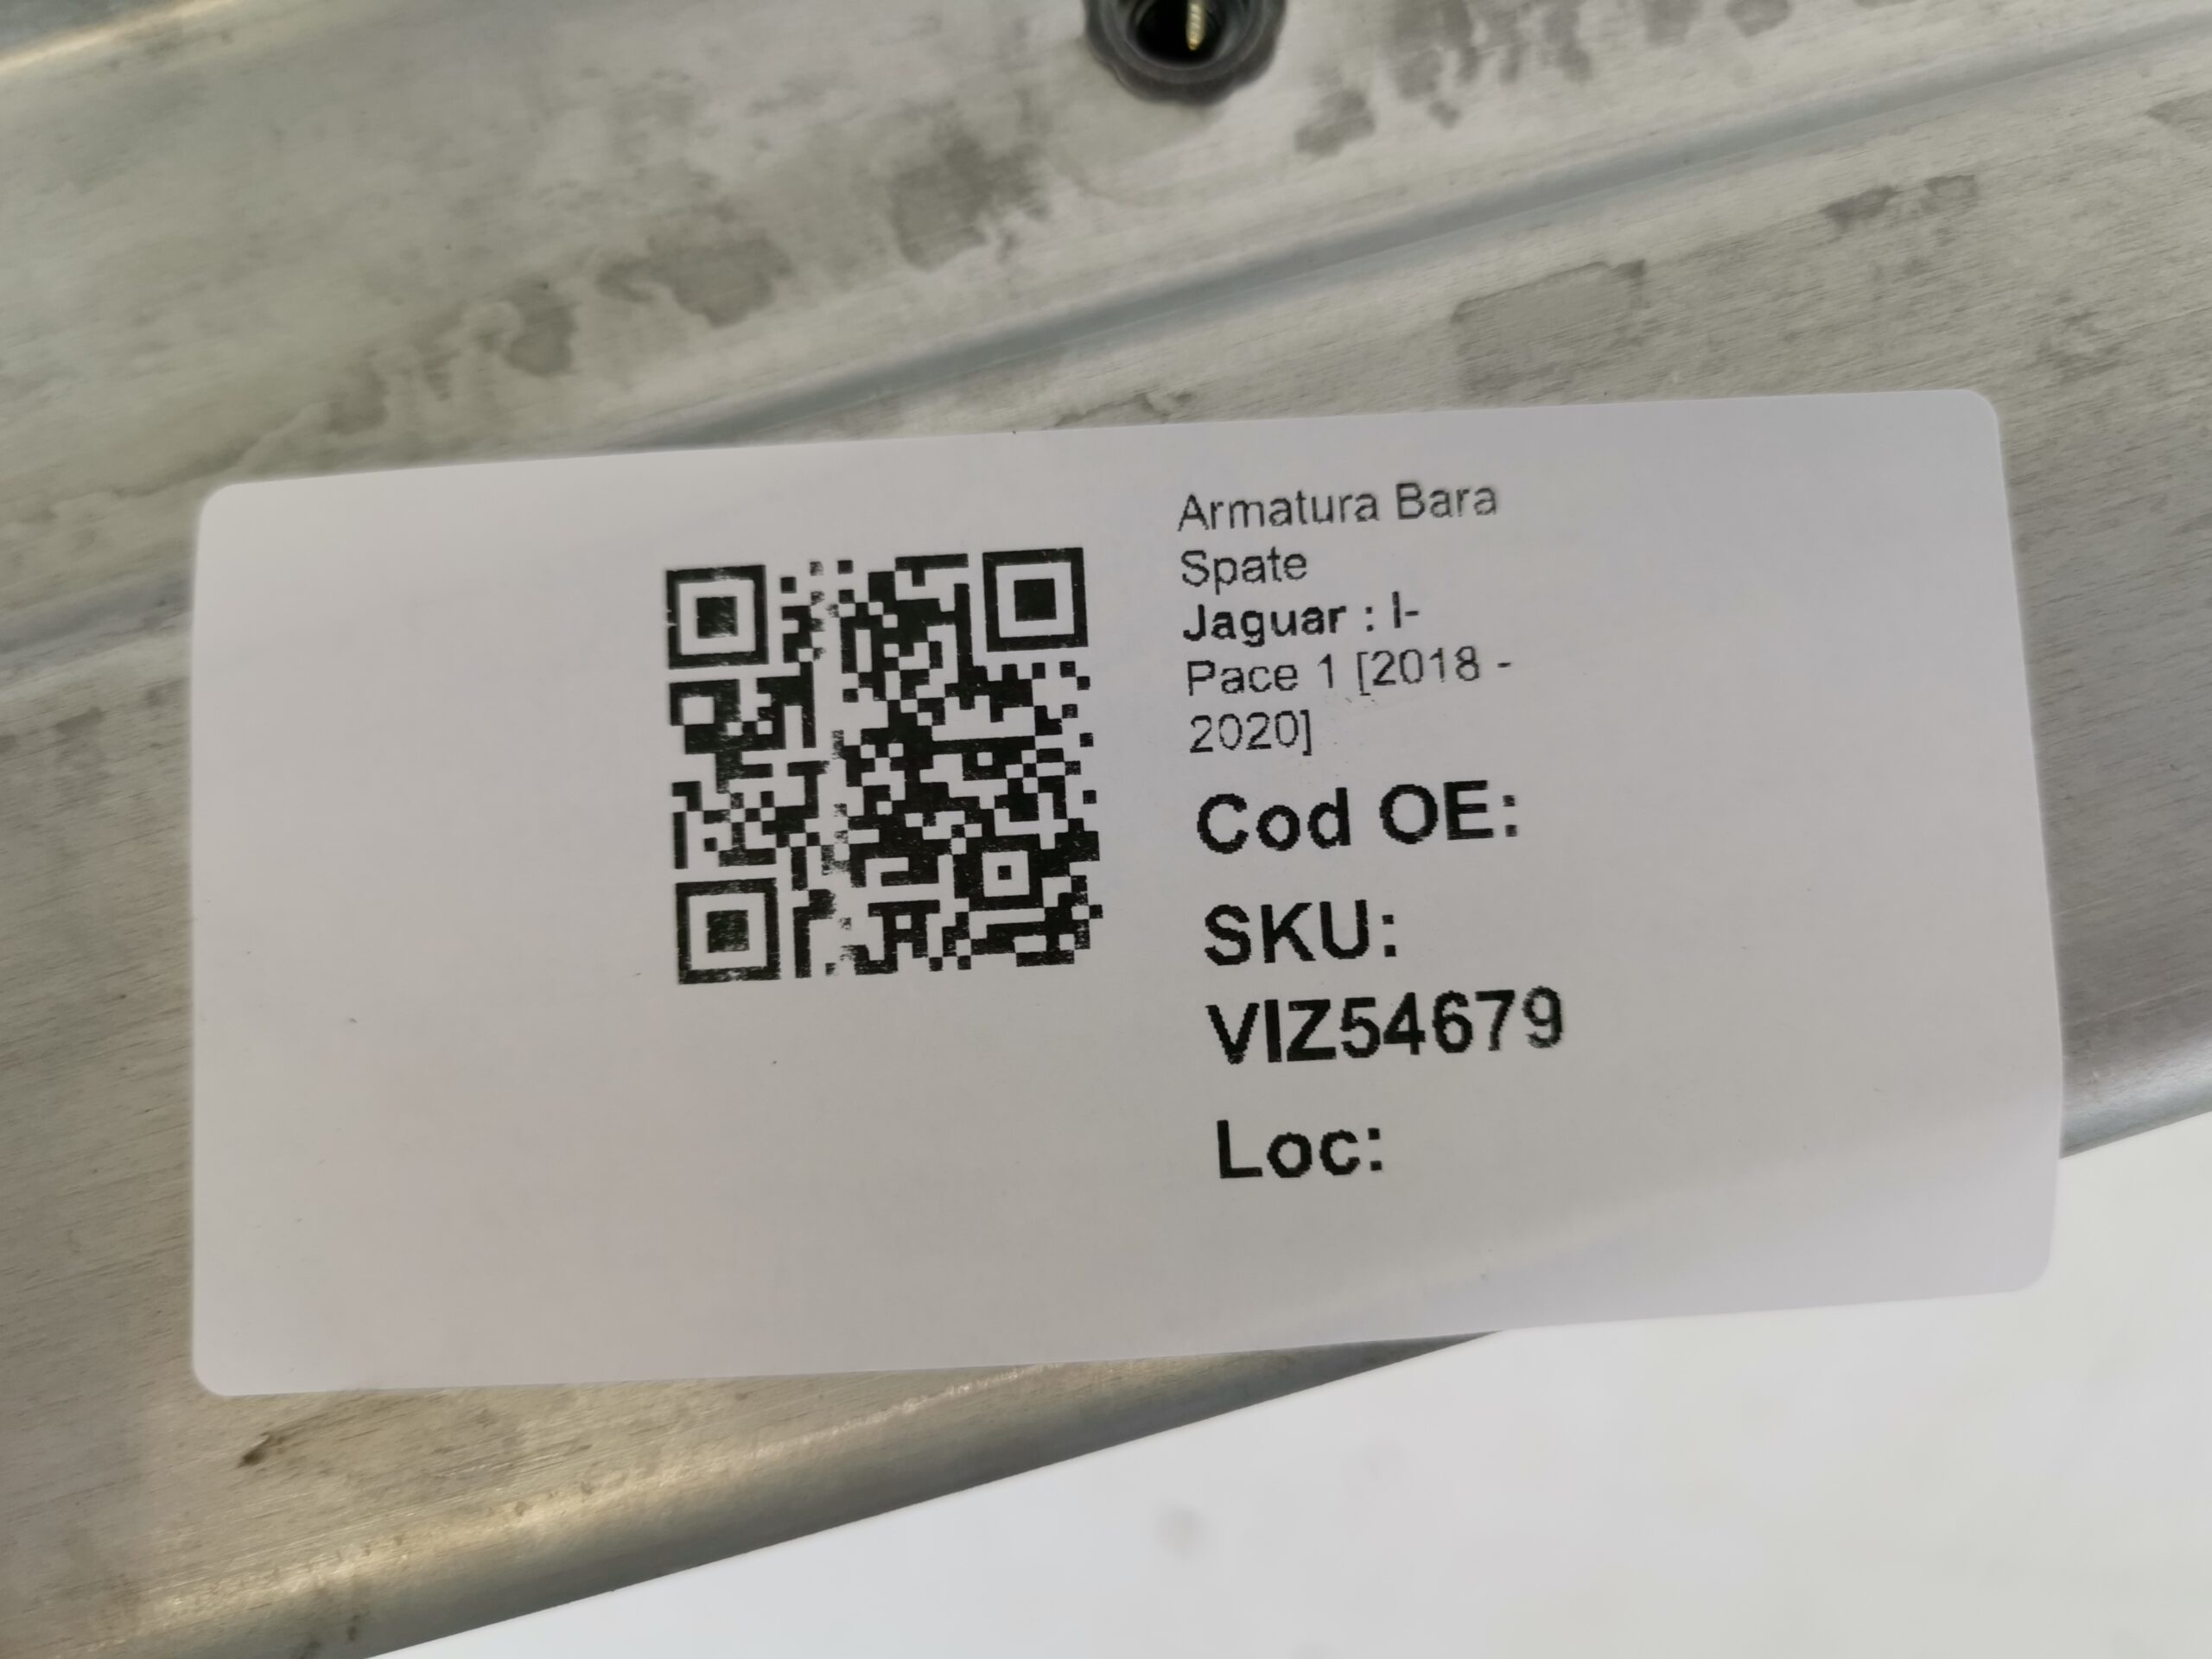 Armatura Bara
Spate
Jaguar : I-
Pace 1 [2018 -
2020]
Cod OE:
SKU:
VIZ54679
Loc: